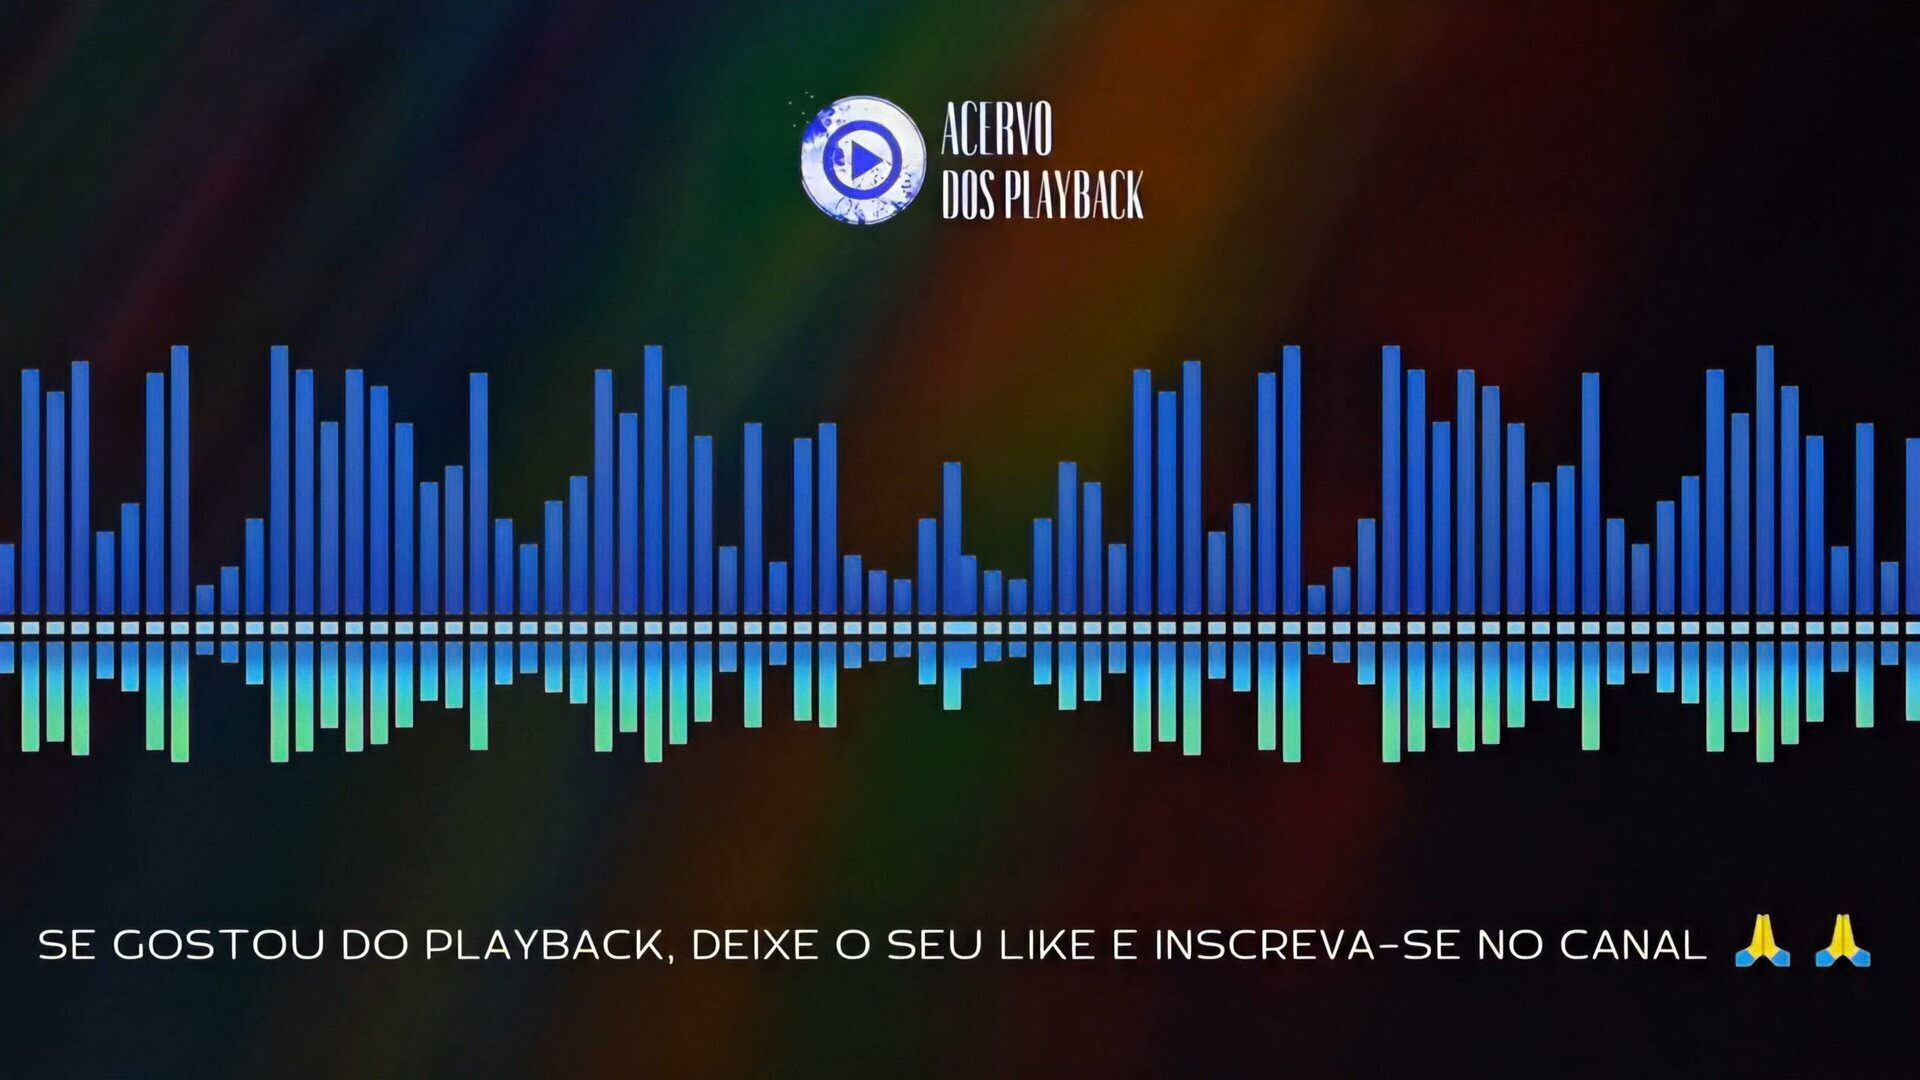 ACERVO
DOS PLAYBACK
SE GOSTOU DO PLAYBACK, DEIXE O SEU LIKE E INSCREVA-SE NO CANAL 🙏 🙏